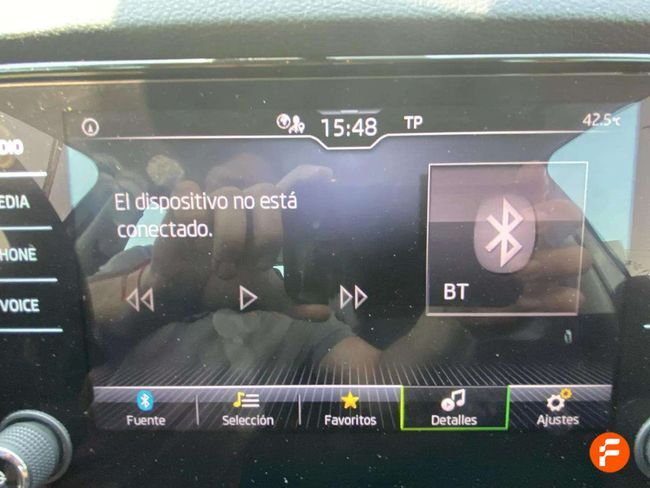 15:48 TP 42.5℃
DIO
EDIA
HONE
VOICE
El dispositivo no está
conectado.
BT
Fuente Selección Favoritos Detalles Ajustes